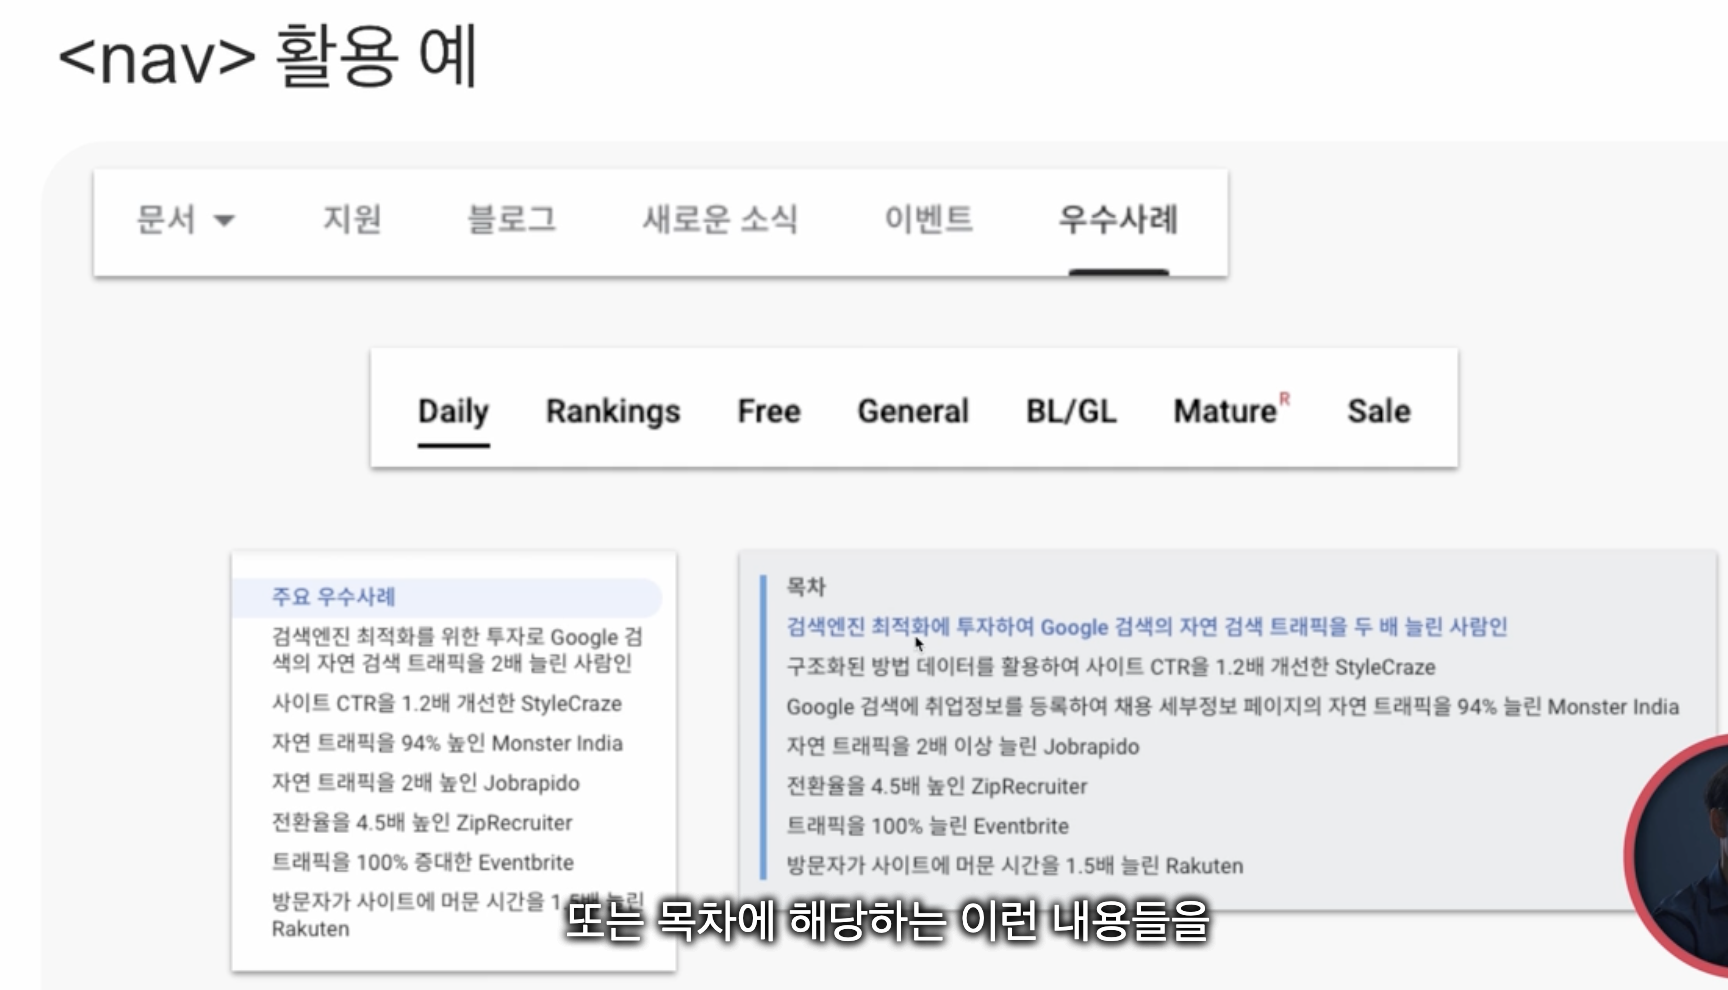 <nav> 활용 예
문서 지원 블로그 새로운 소식 이벤트 우수사례
Daily Rankings Free General BL/GL Mature R Sale
주요 우수사례
검색엔진 최적화를 위한 투자로 Google 검
색의 자연 검색 트래픽을 2배 늘린 사람인
사이트 CTR을 1.2배 개선한 StyleCraze
자연 트래픽을 94% 높인 Monster India
자연 트래픽을 2배 높인 Jobrapido
전환율을 4.5배 높인 ZipRecruiter
트래픽을 100% 증대한 Eventbrite
방문자가 사이트에 머문 시간을 1.5배 늘린
Rakuten
목차
검색엔진 최적화에 투자하여 Google 검색의 자연 검색 트래픽을 두 배 늘린 사람인
구조화된 방법 데이터를 활용하여 사이트 CTR을 1.2배 개선한 StyleCraze
Google 검색에 취업정보를 등록하여 채용 세부정보 페이지의 자연 트래픽을 94% 늘린 Monster India
자연 트래픽을 2배 이상 늘린 Jobrapido
전환율을 4.5배 높인 ZipRecruiter
트래픽을 100% 늘린 Eventbrite
방문자가 사이트에 머문 시간을 1.5배 늘린 Rakuten
또는 목차에 해당하는 이런 내용들을